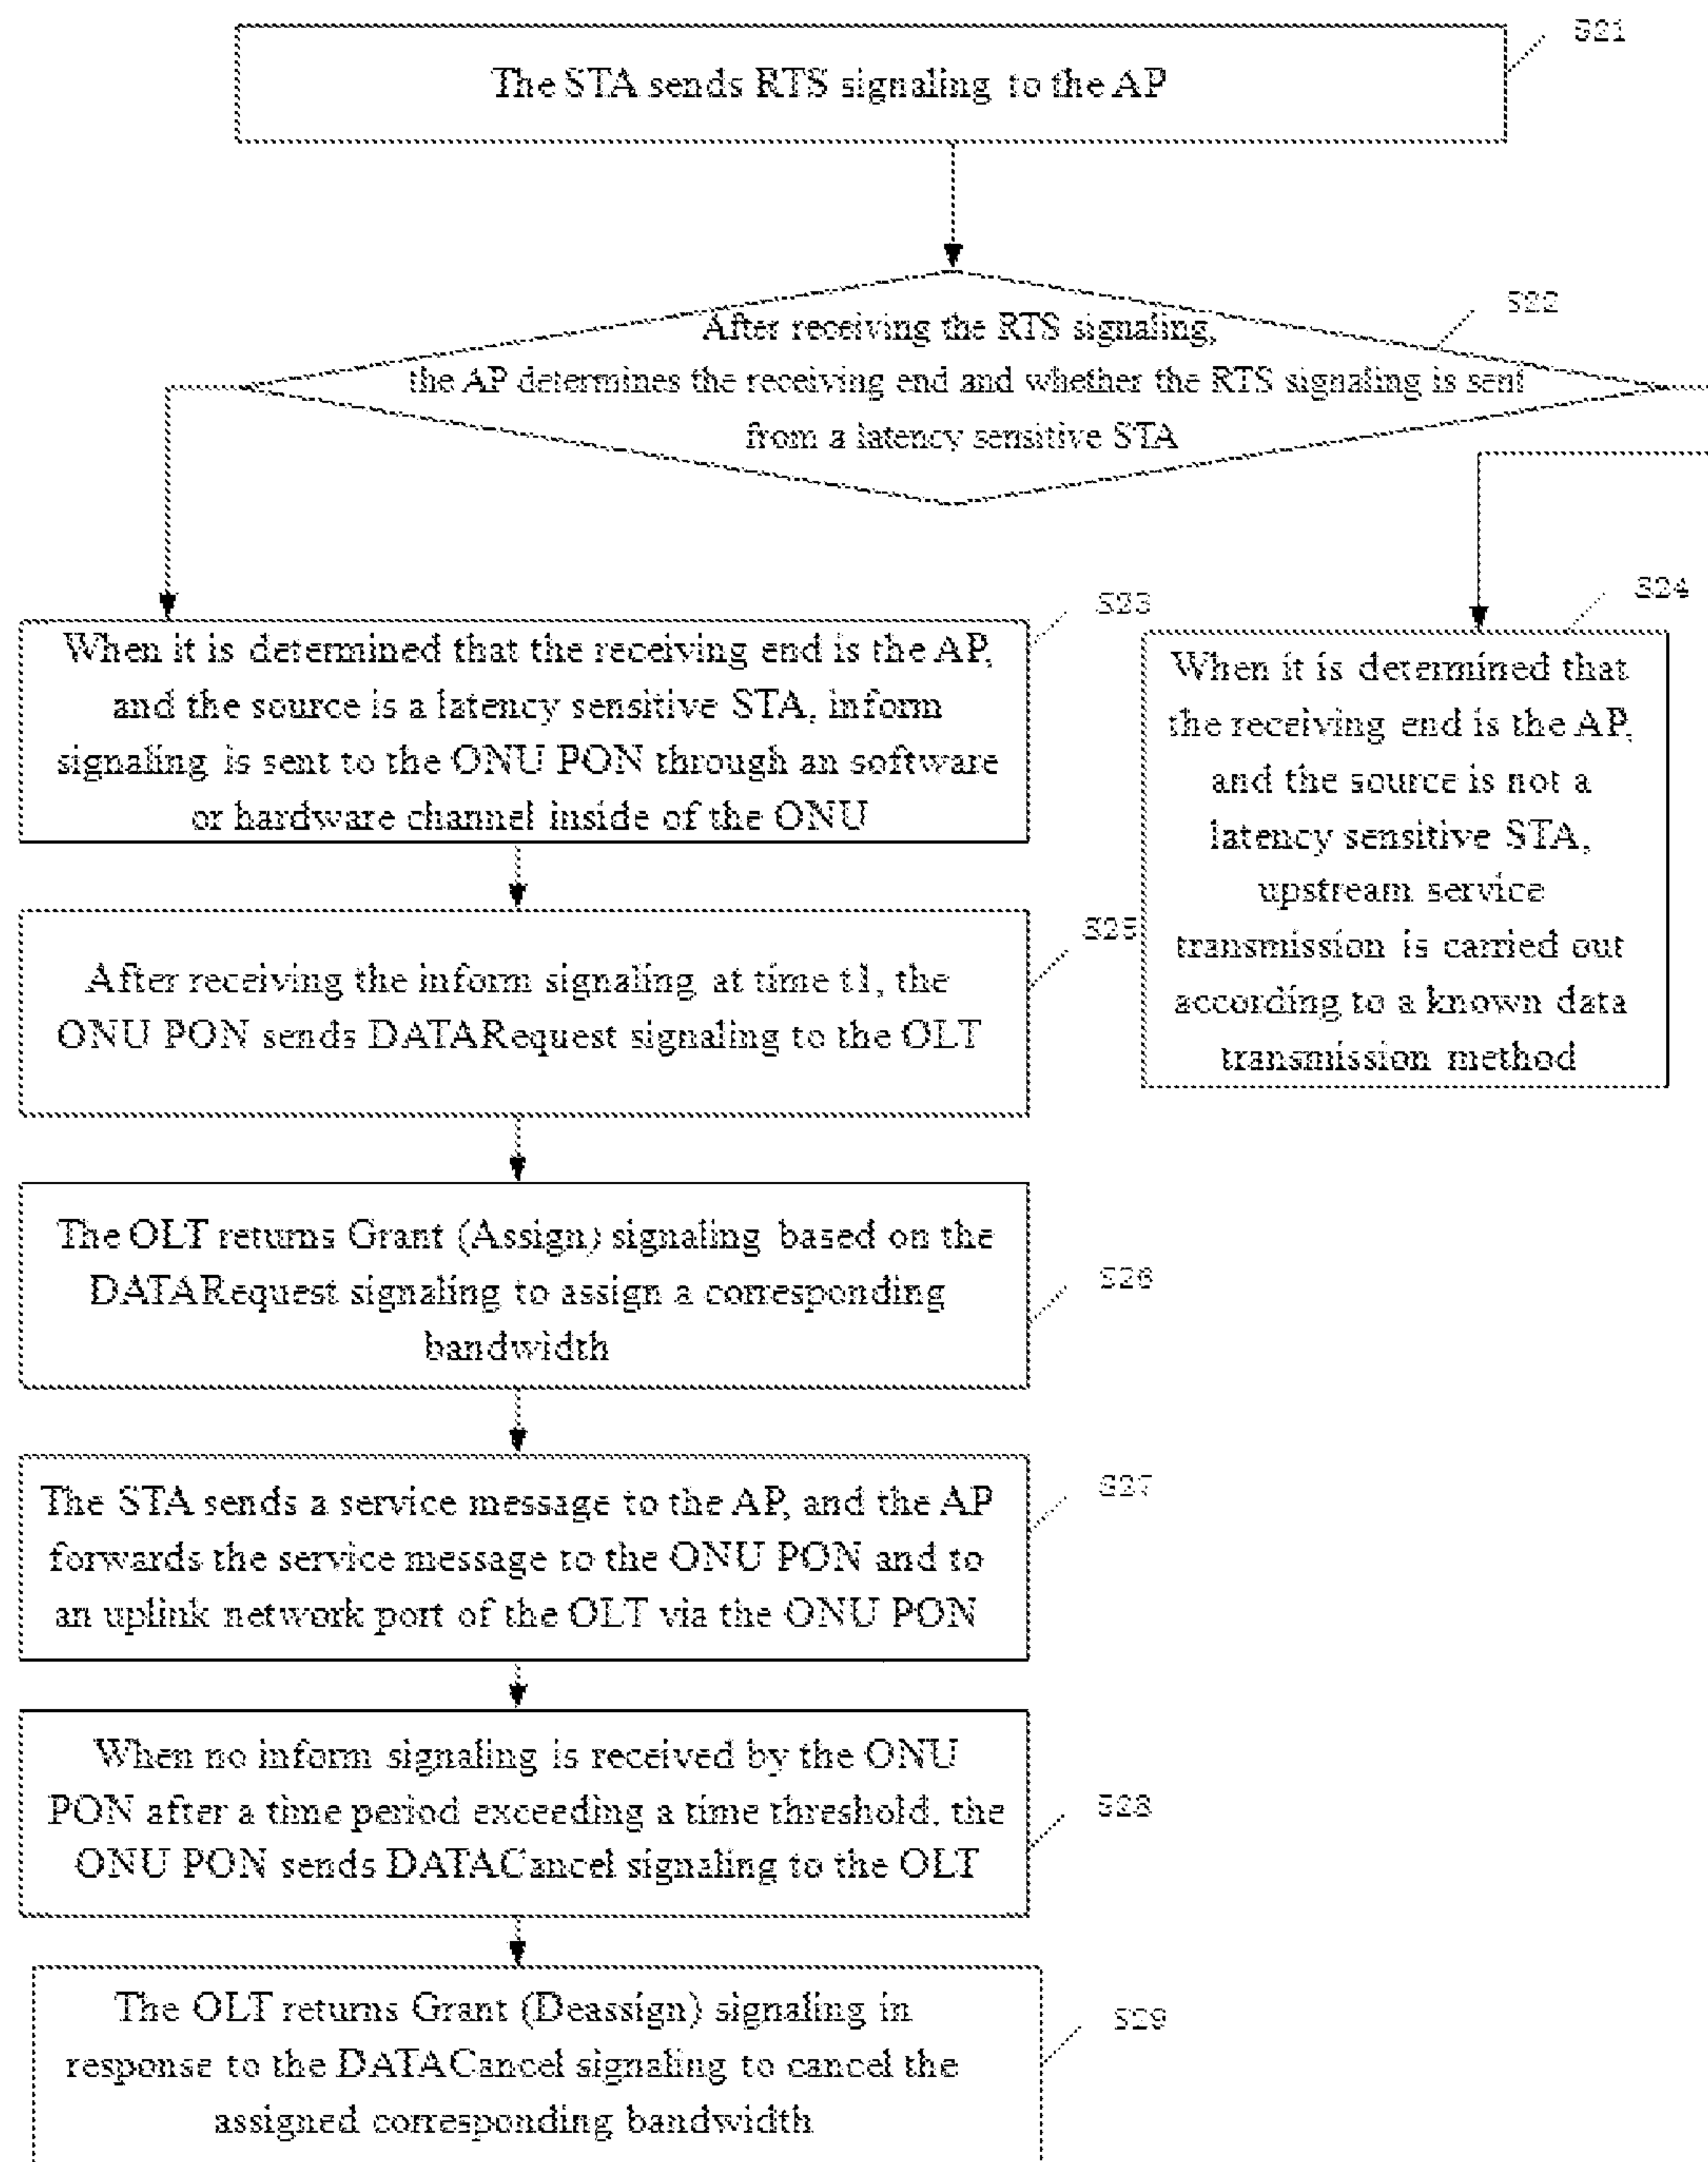 S21
The STA sends RTS signaling to the AP
S22
After receiving the RTS signaling,
the AP determines the receiving end and whether the RTS signaling is sent
from a latency sensitive STA
S23
When it is determined that the receiving end is the AP,
and the source is a latency sensitive STA, inform
signaling is sent to the ONU PON through an software
or hardware channel inside of the ONU
S24
When it is determined that
the receiving end is the AP,
and the source is not a
latency sensitive STA,
upstream service
transmission is carried out
according to a known data
transmission method
S25
After receiving the inform signaling at time t1, the
ONU PON sends DATARequest signaling to the OLT
S26
The OLT returns Grant (Assign) signaling based on the
DATARequest signaling to assign a corresponding
bandwidth
S27
The STA sends a service message to the AP, and the AP
forwards the service message to the ONU PON and to
an uplink network port of the OLT via the ONU PON
S28
When no inform signaling is received by the ONU
PON after a time period exceeding a time threshold, the
ONU PON sends DATACancel signaling to the OLT
S29
The OLT returns Grant (Deassign) signaling in
response to the DATACancel signaling to cancel the
assigned corresponding bandwidth